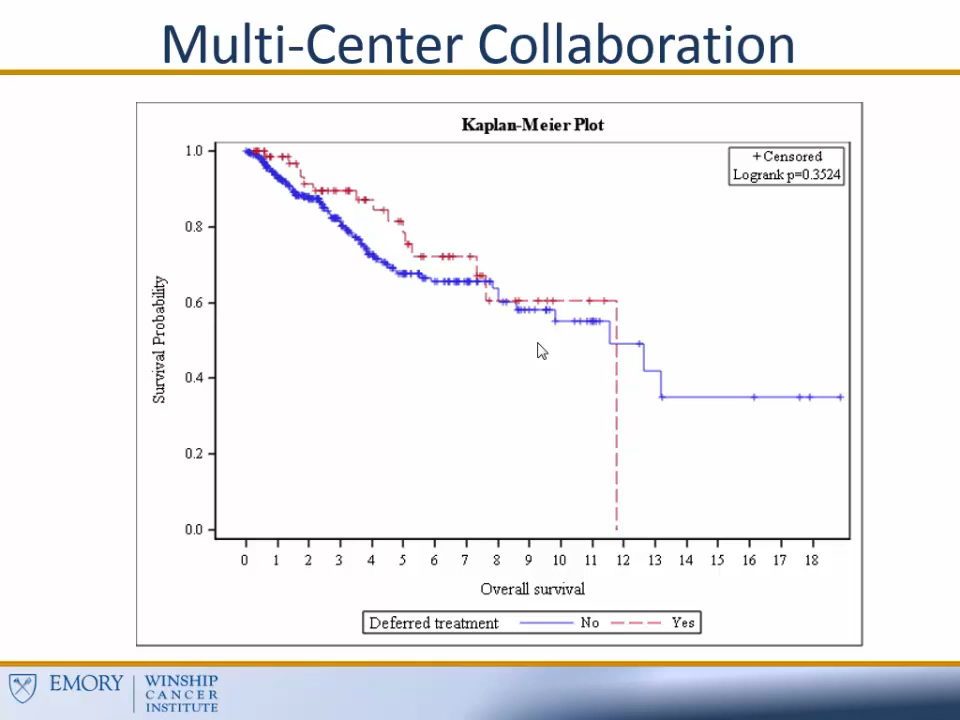 Multi-Center Collaboration
Kaplan-Meier Plot
+ Censored
Logrank p=0.3524
1.0
0.8
0.6
0.4
0.2
0.0
Survival Probability
0 1 2 3 4 5 6 7 8 9 10 11 12 13 14 15 16 17 18
Overall survival
Deferred treatment No Yes
EMORY
WINSHIP
CANCER
INSTITUTE